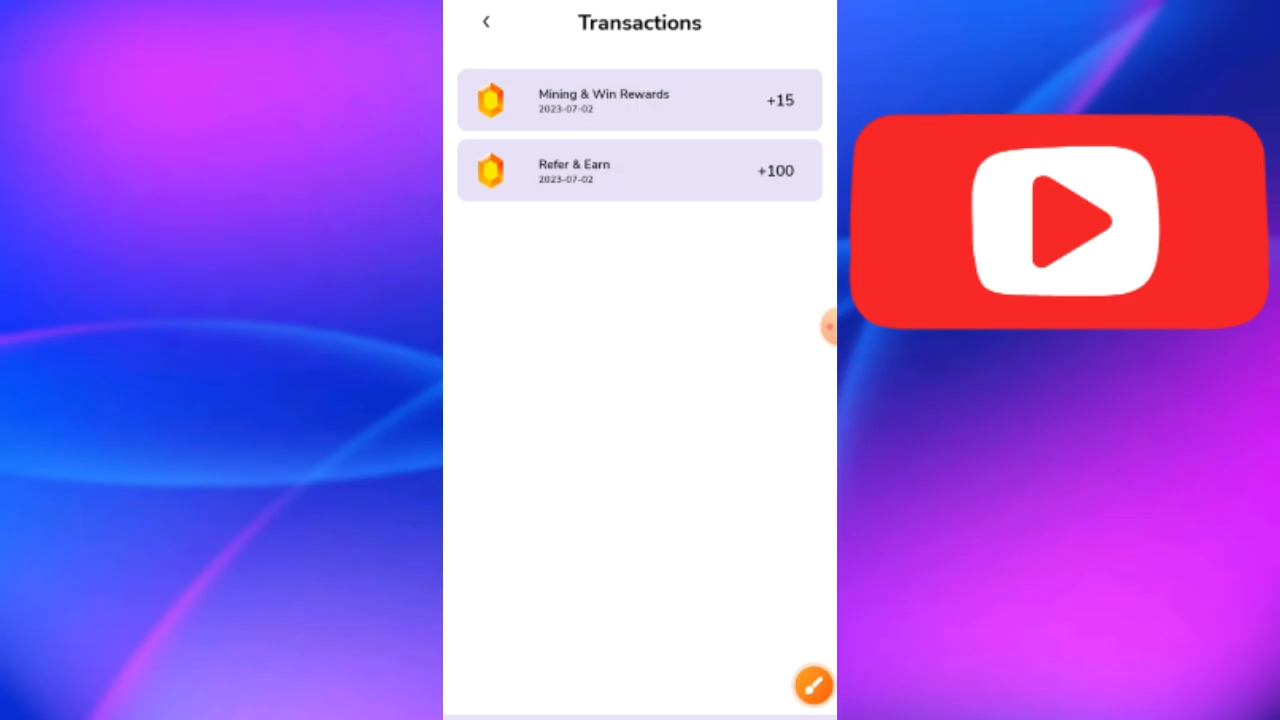 Transactions
Mining & Win Rewards
2023-07-02
+15
Refer & Earn
2023-07-02
+100